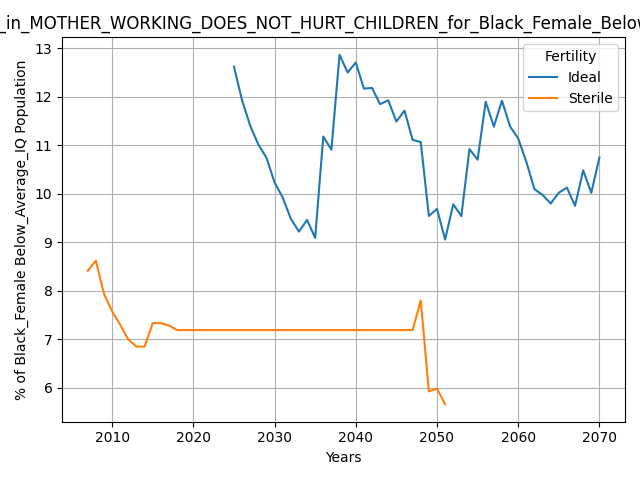 _in_MOTHER_WORKING_DOES_NOT_HURT_CHILDREN_for_Black_Female_Below
13
12
11
10
9
8
7
6
% of Black_Female Below_Average_IQ Population
Fertility
Ideal
Sterile
2010 2020 2030 2040 2050 2060 2070
Years